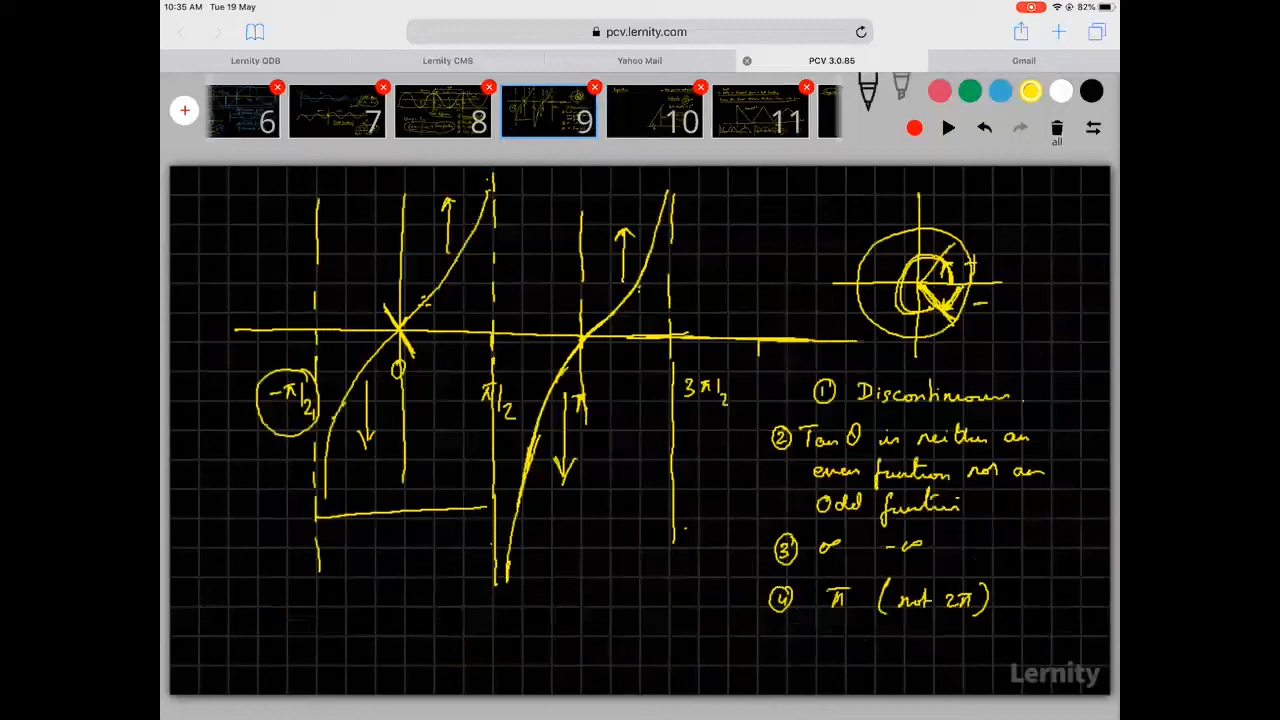 10:35 AM Tue 19 May
82%
pcv.lernity.com
Lernity QDB
Lernity CMS
Yahoo Mail
PCV 3.0.85
Gmail
6
7
8
9
10
11
all
+
-
-π/2
0
π/2
π
3π/2
① Discontinuous.
② Tan θ is neither an
even function not an
Odd function
③ ∞ -∞
④ π (not 2π)
Lernity